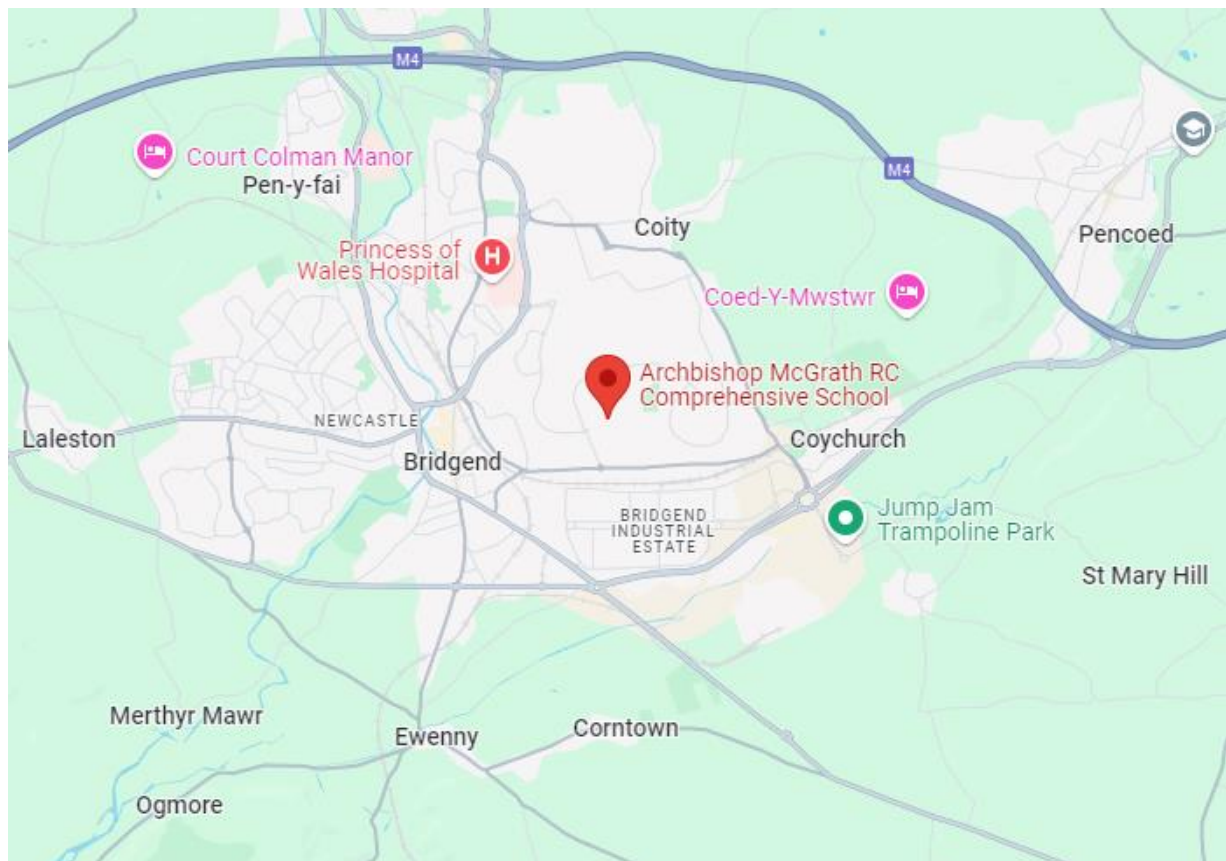 M4
Court Colman Manor
Pen-y-fai
M4
Coity
Pencoed
Princess of
Wales Hospital
Coed-Y-Mwstwr
Archbishop McGrath RC
Comprehensive School
NEWCASTLE
Laleston
Coychurch
Bridgend
BRIDGEND
INDUSTRIAL
ESTATE
Jump Jam
Trampoline Park
St Mary Hill
Merthyr Mawr
Ewenny
Corntown
Ogmore
H